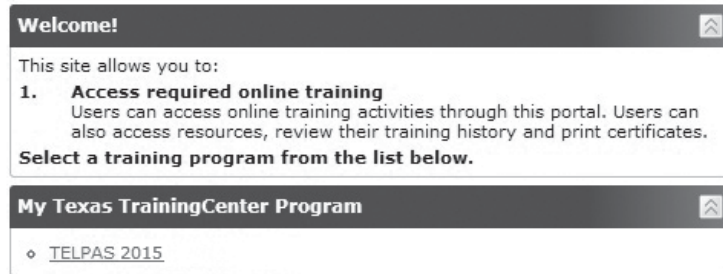 Welcome!
This site allows you to:
1. Access required online training
Users can access online training activities through this portal. Users can
also access resources, review their training history and print certificates.
Select a training program from the list below.
My Texas TrainingCenter Program
TELPAS 2015